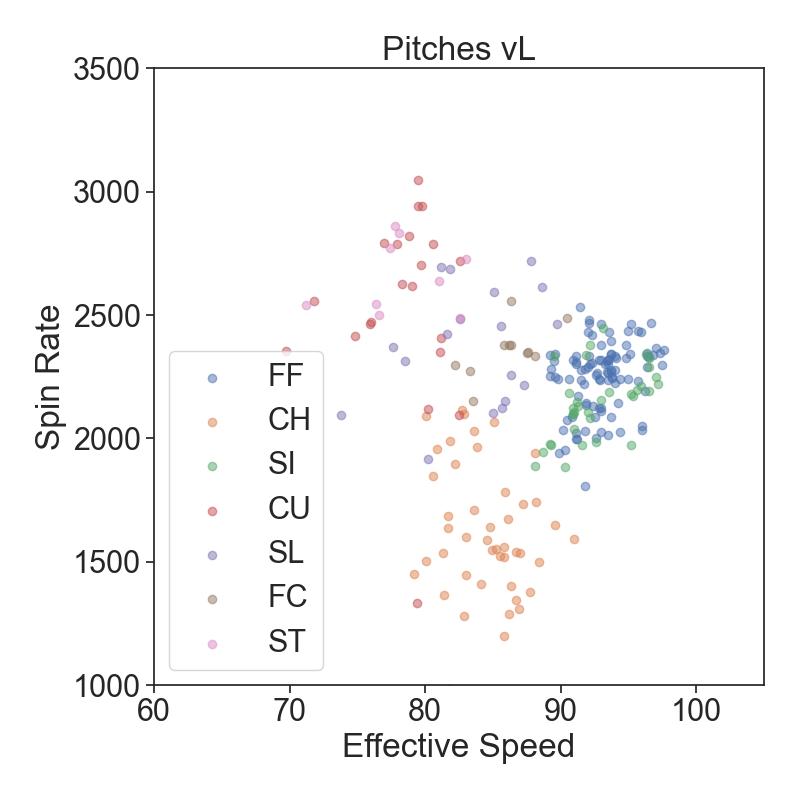 Pitches vL
3500
3000
2500
2000
1500
1000
Spin Rate
FF
CH
SI
CU
SL
FC
ST
60 70 80 90 100
Effective Speed